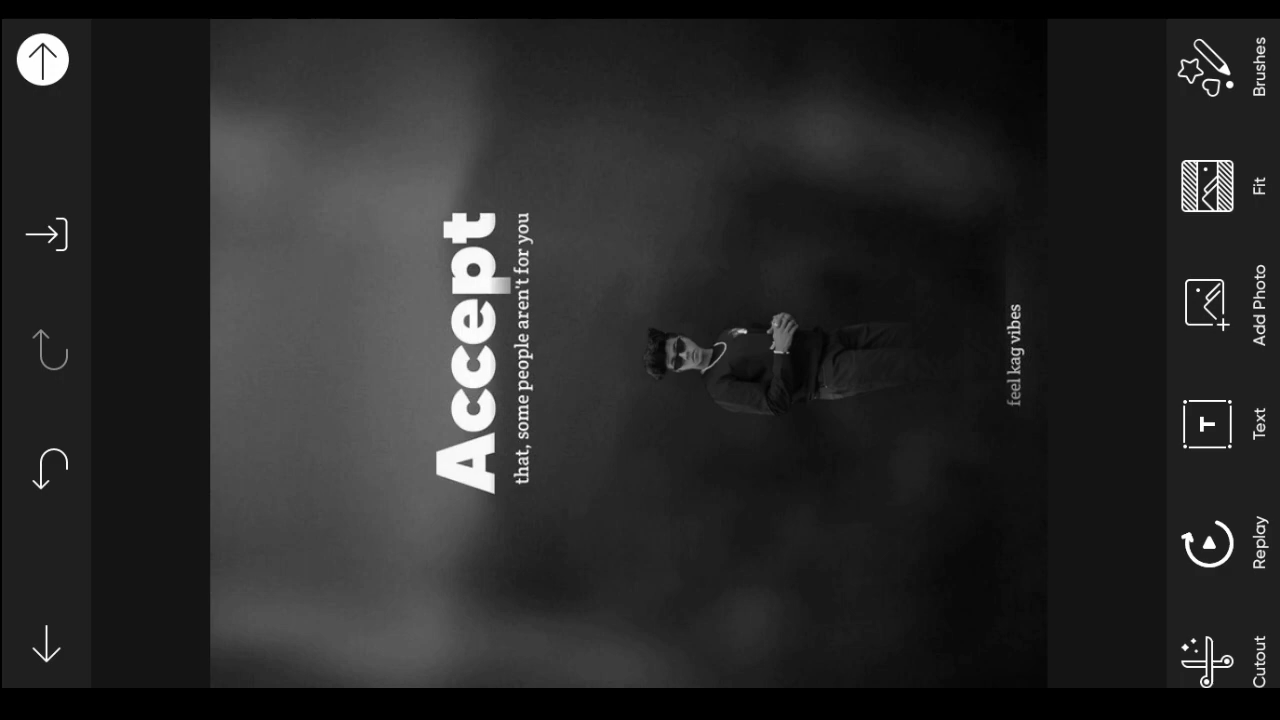 Accept
that, some people aren't for you
feel kag vibes
Cutout
Replay
Text
T
Add Photo
Fit
Brushes